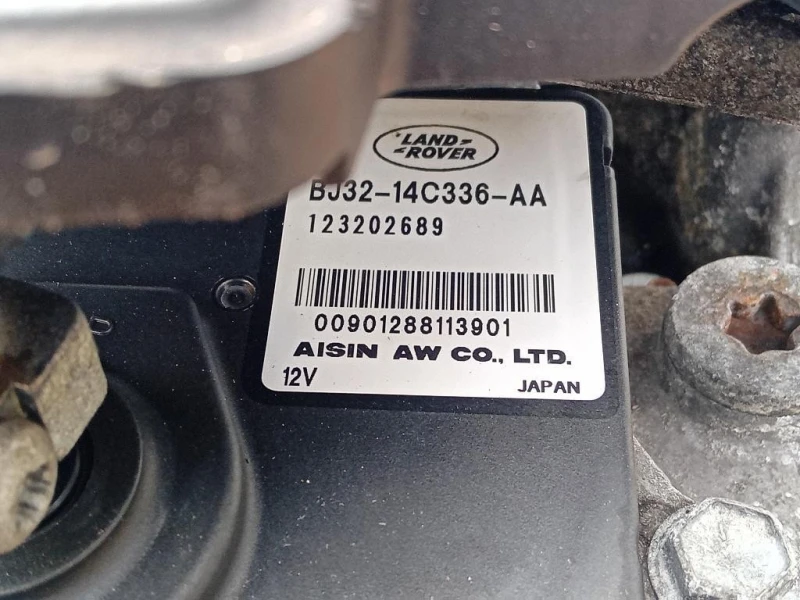 LAND
ROVER
BJ32-14C336-AA
123202689
00901288113901
AISIN AW CO., LTD.
12V JAPAN
D